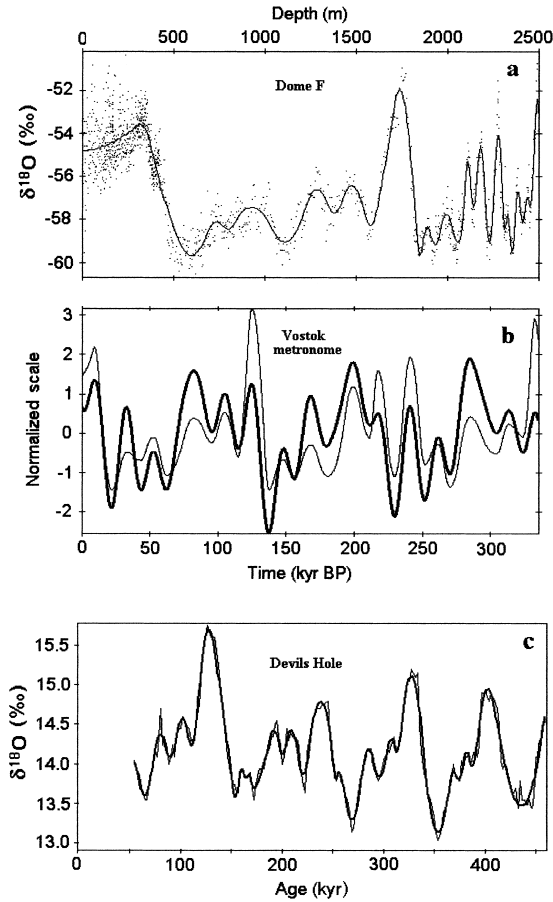 Depth (m)
0 500 1000 1500 2000 2500
a
Dome F
-52
-54
-56
-58
-60
δ18O (‰)
b
Vostok
metronome
3
2
1
0
-1
-2
Normalized scale
0 50 100 150 200 250 300
Time (kyr BP)
c
Devils Hole
15.5
15.0
14.5
14.0
13.5
13.0
δ18O (‰)
0 100 200 300 400
Age (kyr)